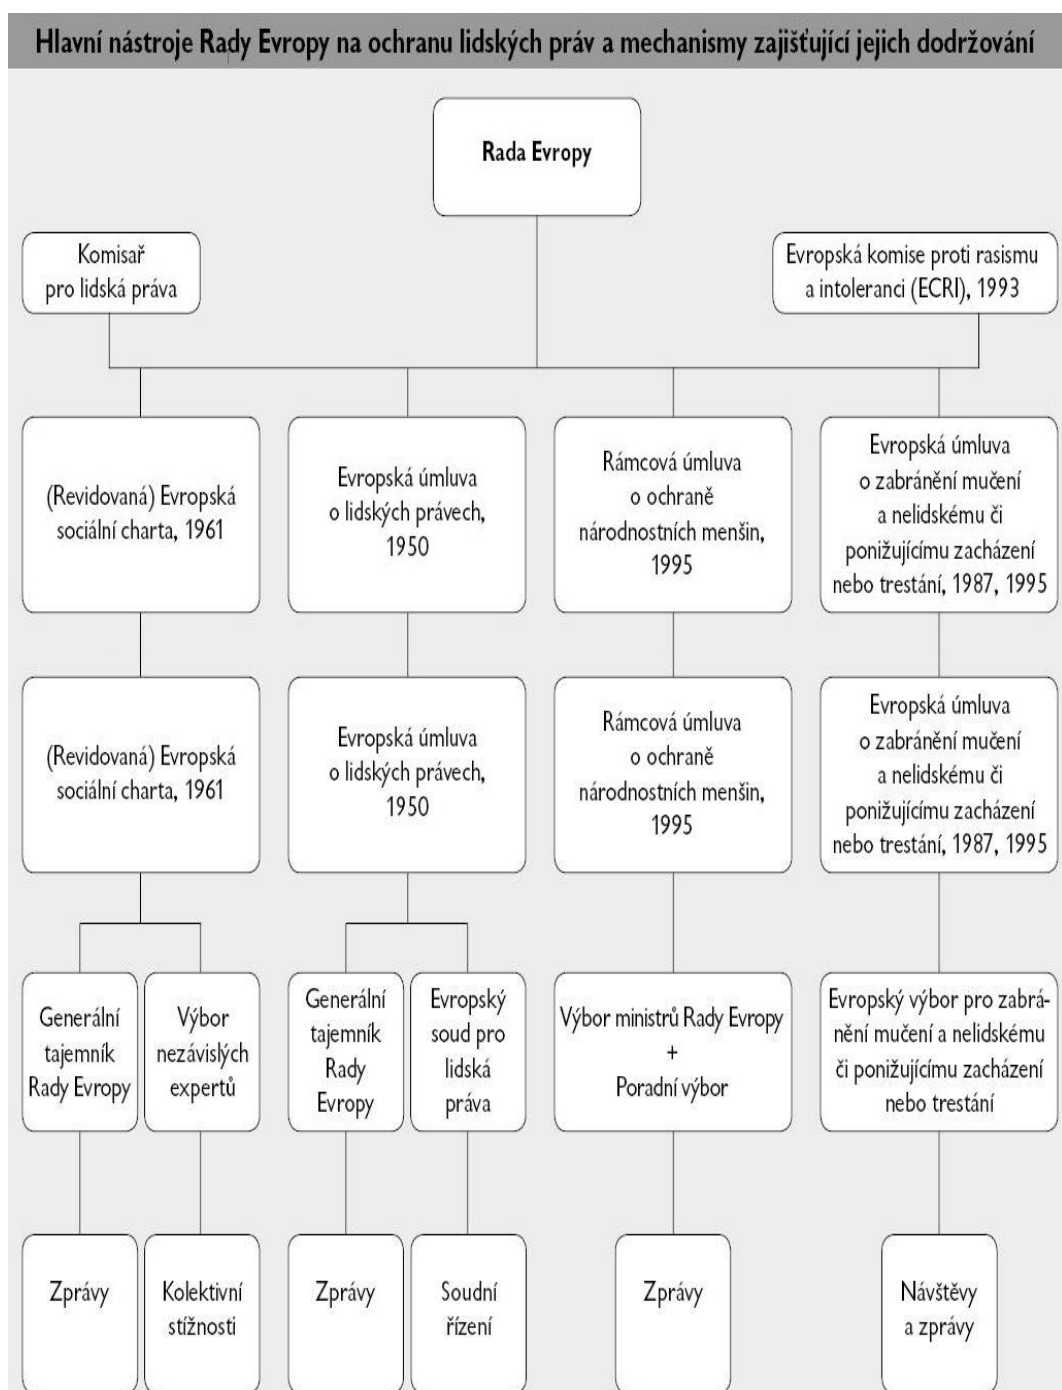 Hlavní nástroje Rady Evropy na ochranu lidských práv a mechanismy zajišťující jejich dodržování
Rada Evropy
Komisař
pro lidská práva
Evropská komise proti rasismu
a intoleranci (ECRI), 1993
(Revidovaná) Evropská
sociální charta, 1961
Evropská úmluva
o lidských právech,
1950
Rámcová úmluva
o ochraně
národnostních menšin,
1995
Evropská úmluva
o zabránění mučení
a nelidskému či
ponižujícímu zacházení
nebo trestání, 1987, 1995
(Revidovaná) Evropská
sociální charta, 1961
Evropská úmluva
o lidských právech,
1950
Rámcová úmluva
o ochraně
národnostních menšin,
1995
Evropská úmluva
o zabránění mučení
a nelidskému či
ponižujícímu zacházení
nebo trestání, 1987, 1995
Generální
tajemník
Rady Evropy
Výbor
nezávislých
expertů
Generální
tajemník
Rady
Evropy
Evropský
soud pro
lidská
práva
Výbor ministrů Rady Evropy
+
Poradní výbor
Evropský výbor pro zabrá-
nění mučení a nelidskému
či ponižujícímu zacházení
nebo trestání
Zprávy
Kolektivní
stížnosti
Zprávy
Soudní
řízení
Zprávy
Návštěvy
a zprávy